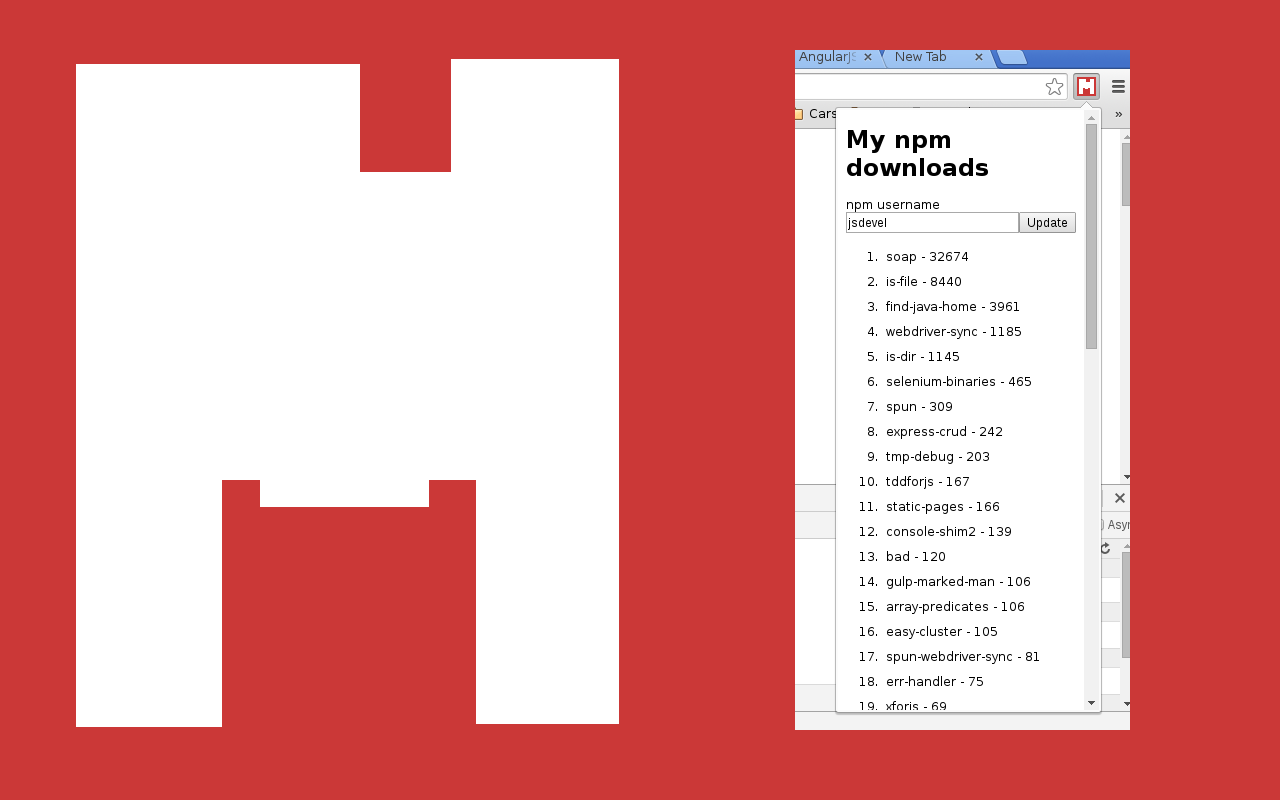 AngularJS
New Tab
Cars
»
My npm
downloads
npm username
jsdevel
Update
1. soap - 32674
2. is-file - 8440
3. find-java-home - 3961
4. webdriver-sync - 1185
5. is-dir - 1145
6. selenium-binaries - 465
7. spun - 309
8. express-crud - 242
9. tmp-debug - 203
10. tddforjs - 167
11. static-pages - 166
12. console-shim2 - 139
13. bad - 120
14. gulp-marked-man - 106
15. array-predicates - 106
16. easy-cluster - 105
17. spun-webdriver-sync - 81
18. err-handler - 75
19. xforjs - 69